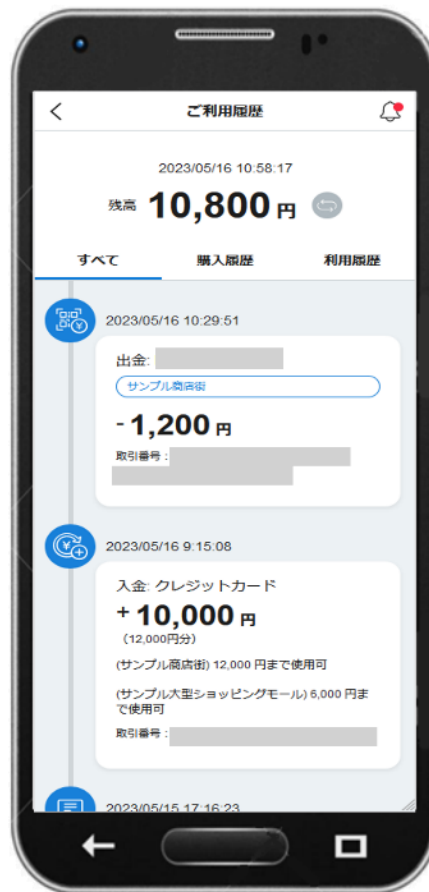 ご利用履歴
2023/05/16 10:58:17
残高 10,800 円
すべて 購入履歴 利用履歴
2023/05/16 10:29:51
出金:
サンプル商店街
- 1,200 円
取引番号 :
2023/05/16 9:15:08
入金: クレジットカード
+ 10,000 円
（12,000円分）
(サンプル商店街) 12,000 円まで使用可
(サンプル大型ショッピングモール) 6,000 円ま
で使用可
取引番号 :
2023/05/15 17:16:23